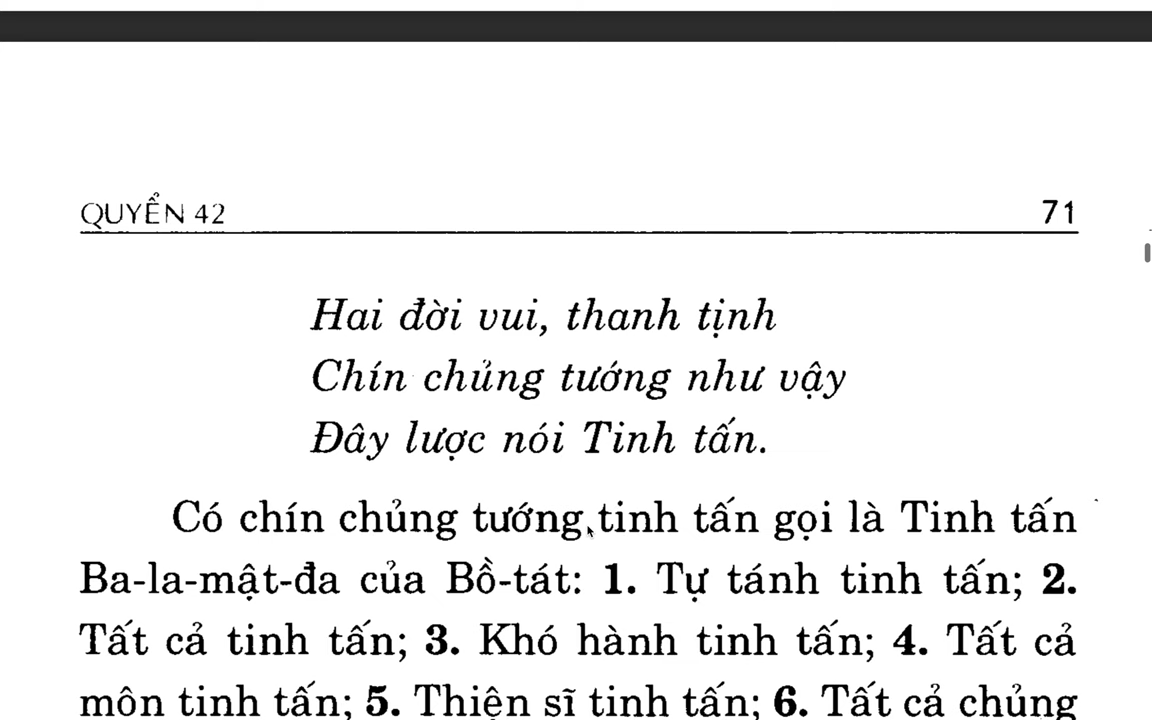 QUYỂN 42 71
Hai đời vui, thanh tịnh
Chín chủng tướng như vậy
Đây lược nói Tinh tấn.
Có chín chủng tướng tinh tấn gọi là Tinh tấn
Ba-la-mật-đa của Bồ-tát: 1. Tự tánh tinh tấn; 2.
Tất cả tinh tấn; 3. Khó hành tinh tấn; 4. Tất cả
môn tinh tấn; 5. Thiện sĩ tinh tấn; 6. Tất cả chủng